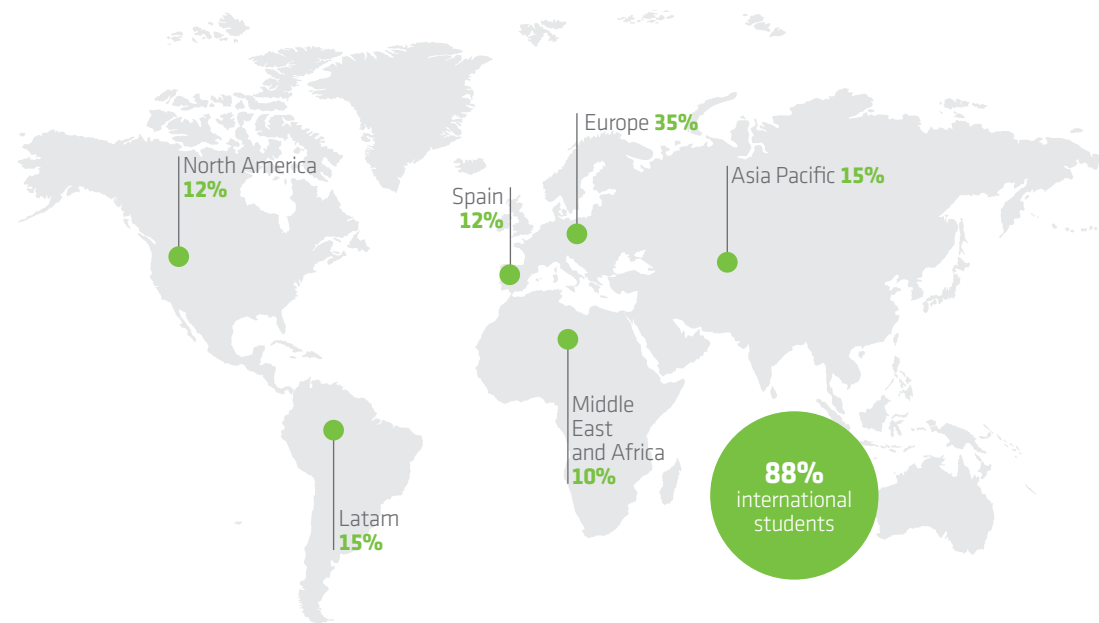 Europe 35%
North America
12%
Asia Pacific 15%
Spain
12%
Middle
East
and Africa
10%
Latam
15%
88%
international
students